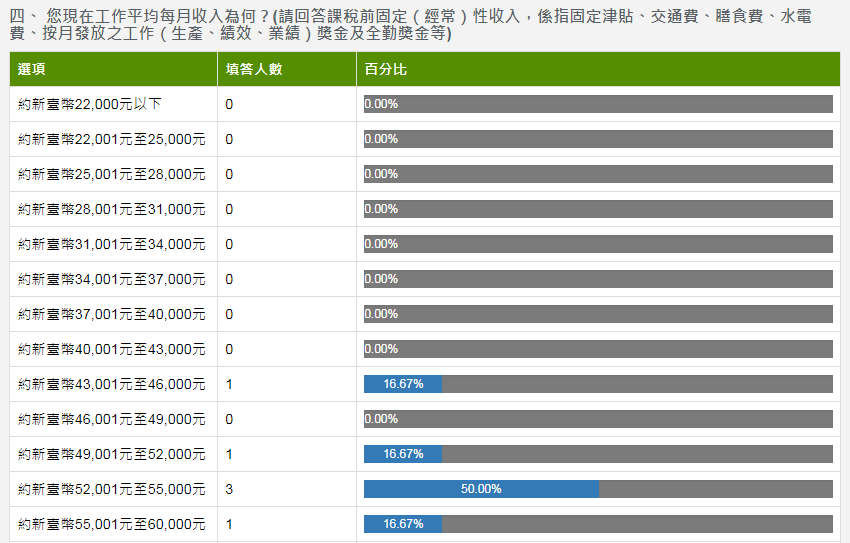 四、 您現在工作平均每月收入為何？(請回答課稅前固定（經常）性收入，係指固定津貼、交通費、膳食費、水電
費、按月發放之工作（生產、績效、業績）獎金及全勤獎金等)
選項 填答人數 百分比
約新臺幣22,000元以下 0 0.00%
約新臺幣22,001元至25,000元 0 0.00%
約新臺幣25,001元至28,000元 0 0.00%
約新臺幣28,001元至31,000元 0 0.00%
約新臺幣31,001元至34,000元 0 0.00%
約新臺幣34,001元至37,000元 0 0.00%
約新臺幣37,001元至40,000元 0 0.00%
約新臺幣40,001元至43,000元 0 0.00%
約新臺幣43,001元至46,000元 1 16.67%
約新臺幣46,001元至49,000元 0 0.00%
約新臺幣49,001元至52,000元 1 16.67%
約新臺幣52,001元至55,000元 3 50.00%
約新臺幣55,001元至60,000元 1 16.67%